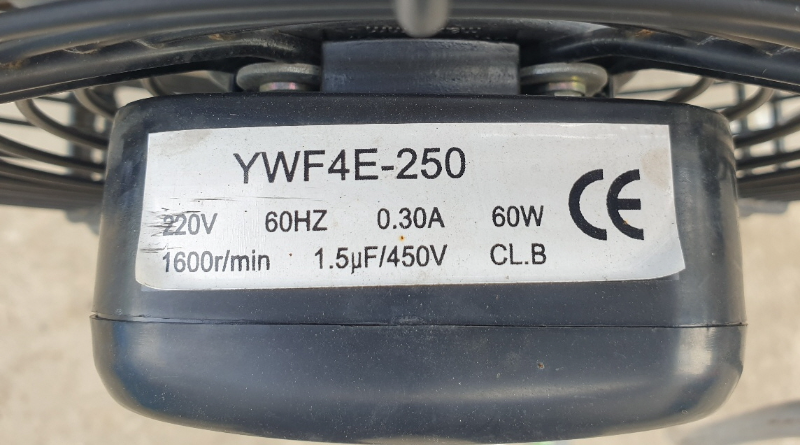 YWF4E-250
220V 60HZ 0.30A 60W CE
1600r/min 1.5µF/450V CL.B